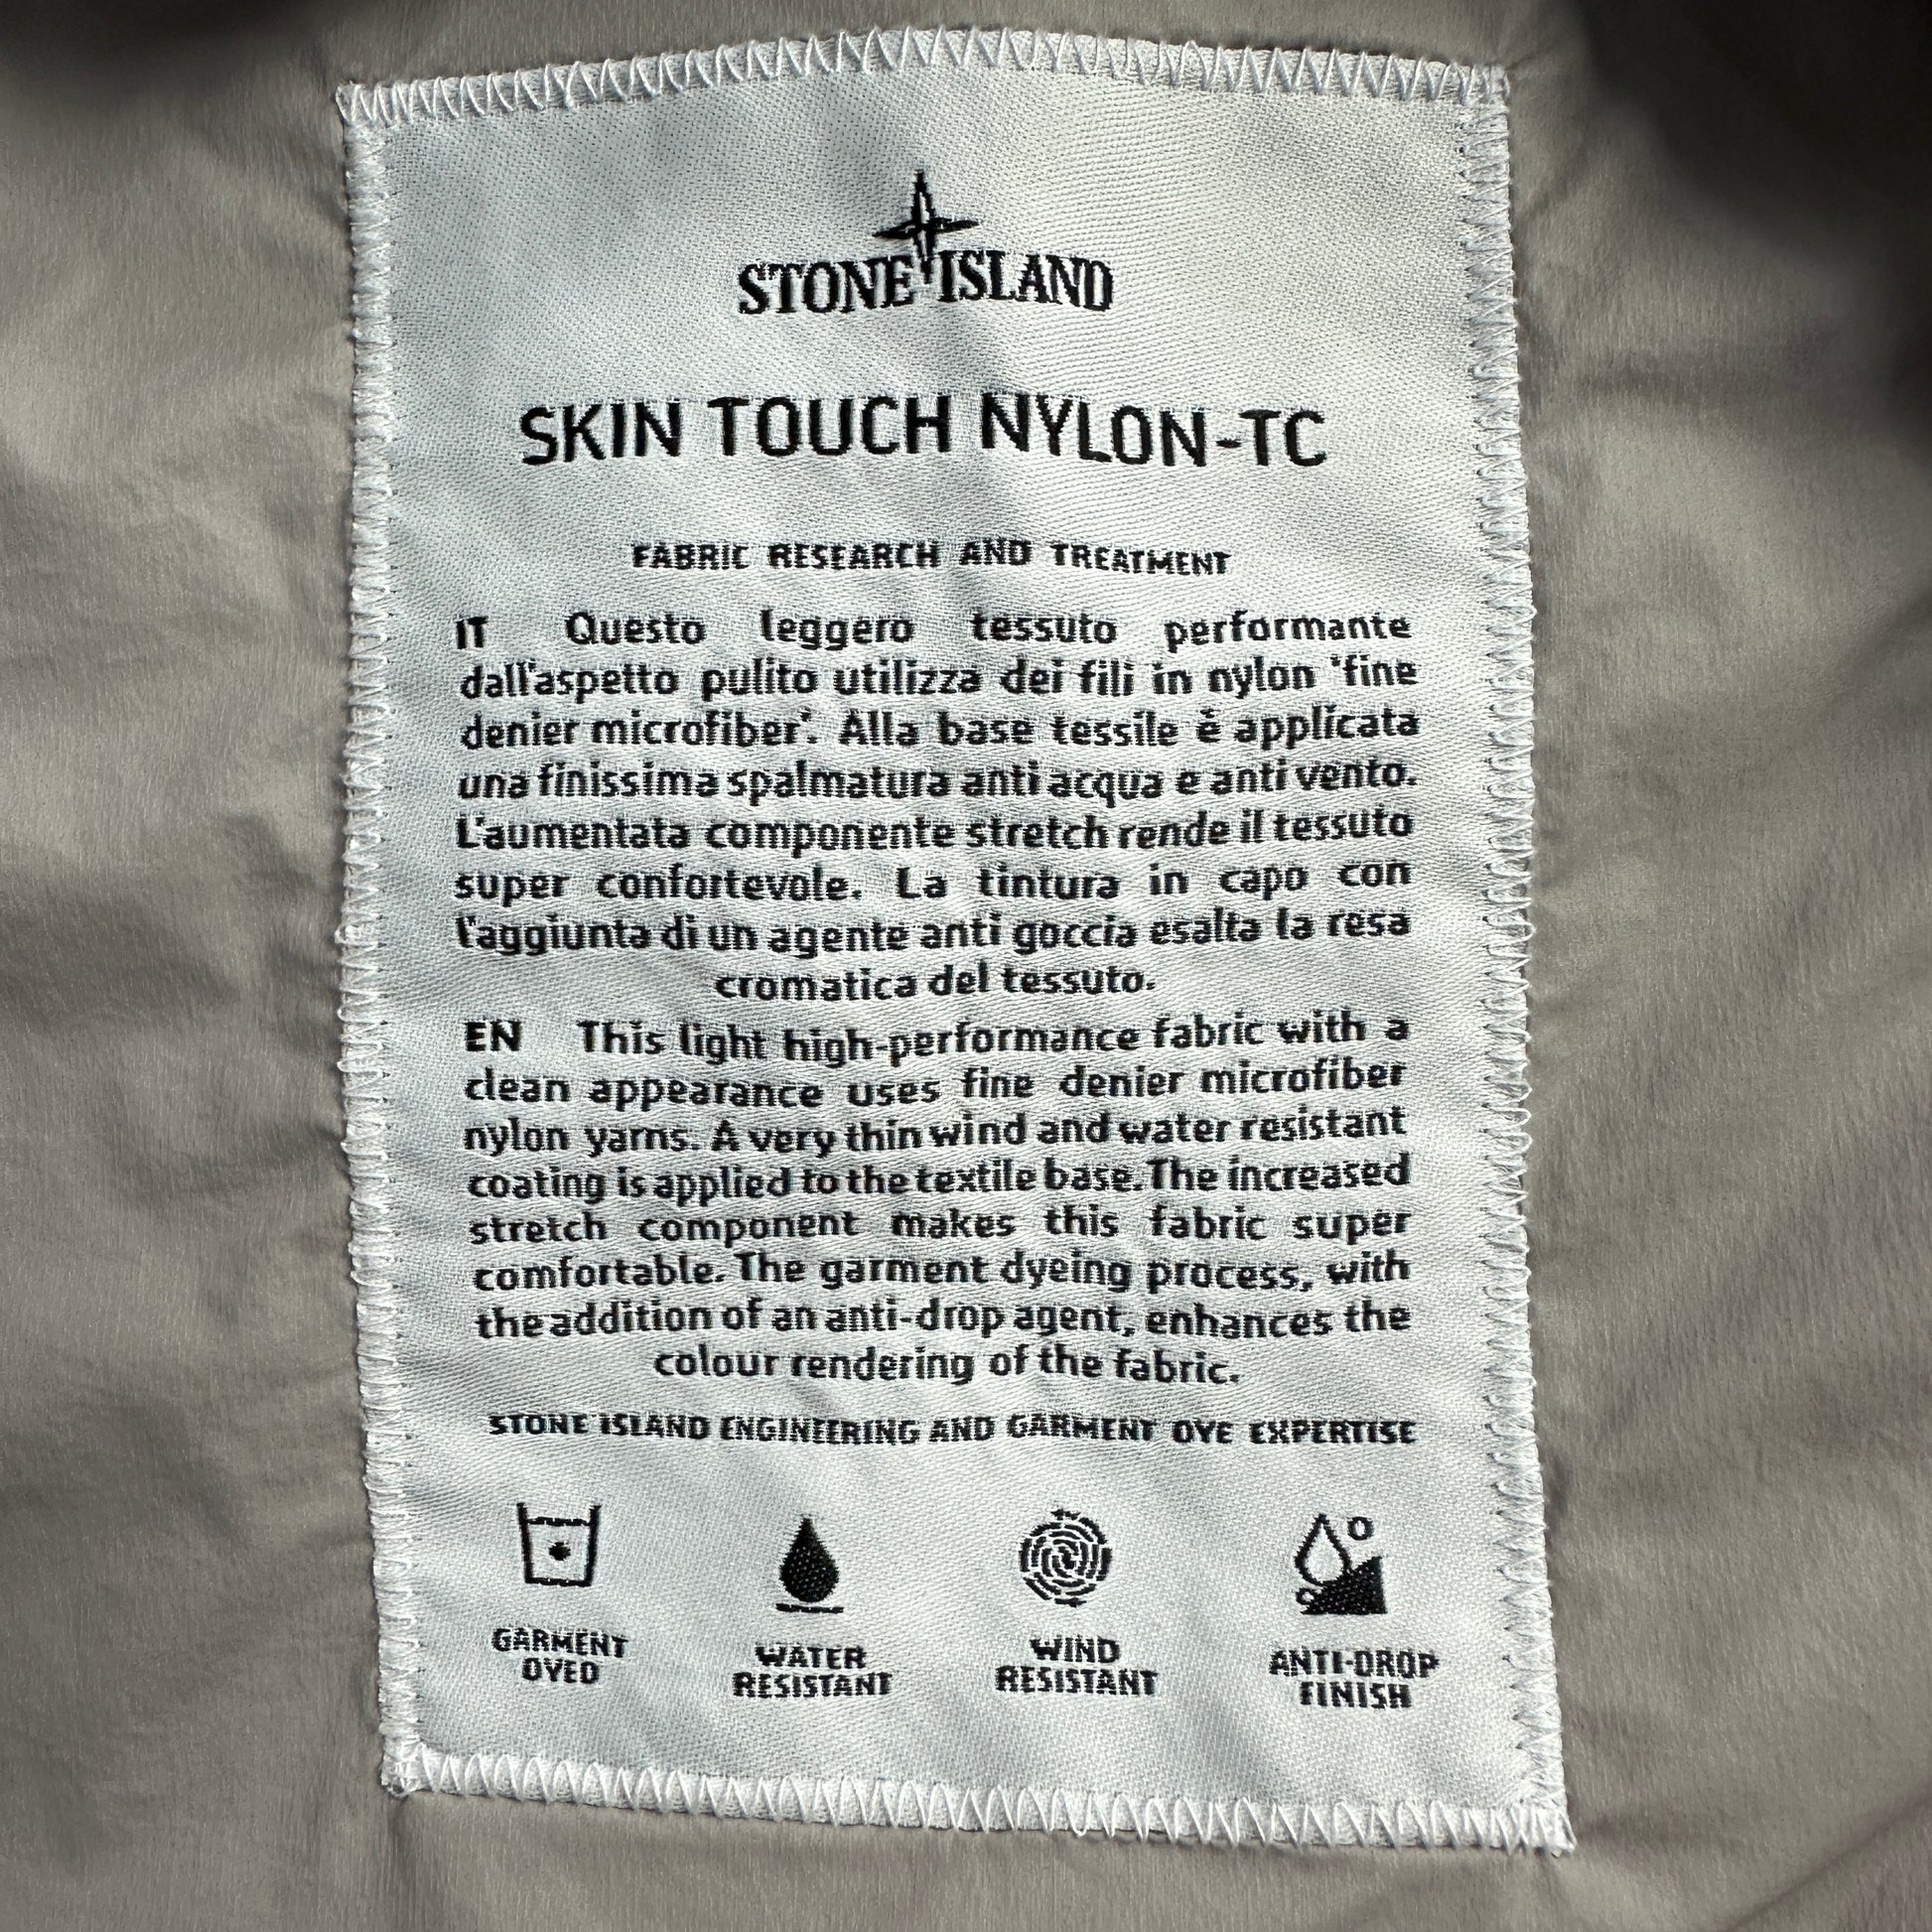 STONE ISLAND
SKIN TOUCH NYLON-TC
FABRIC RESEARCH AND TREATMENT
IT Questo leggero tessuto performante
dall'aspetto pulito utilizza dei fili in nylon 'fine
denier microfiber'. Alla base tessile è applicata
una finissima spalmatura anti acqua e anti vento.
L'aumentata componente stretch rende il tessuto
super confortevole. La tintura in capo con
l'aggiunta di un agente anti goccia esalta la resa
cromatica del tessuto.
EN This light high-performance fabric with a
clean appearance uses fine denier microfiber
nylon yarns. A very thin wind and water resistant
coating is applied to the textile base. The increased
stretch component makes this fabric super
comfortable. The garment dyeing process, with
the addition of an anti-drop agent, enhances the
colour rendering of the fabric.
STONE ISLAND ENGINEERING AND GARMENT DYE EXPERTISE
GARMENT DYED
WATER RESISTANT
WIND RESISTANT
ANTI-DROP FINISH